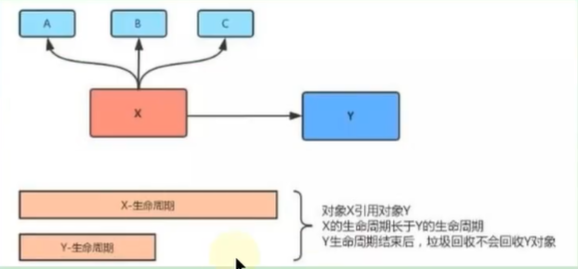 A
B
C
X
Y
X-生命周期
Y-生命周期
对象X引用对象Y
X的生命周期长于Y的生命周期
Y生命周期结束后，垃圾回收不会回收Y对象